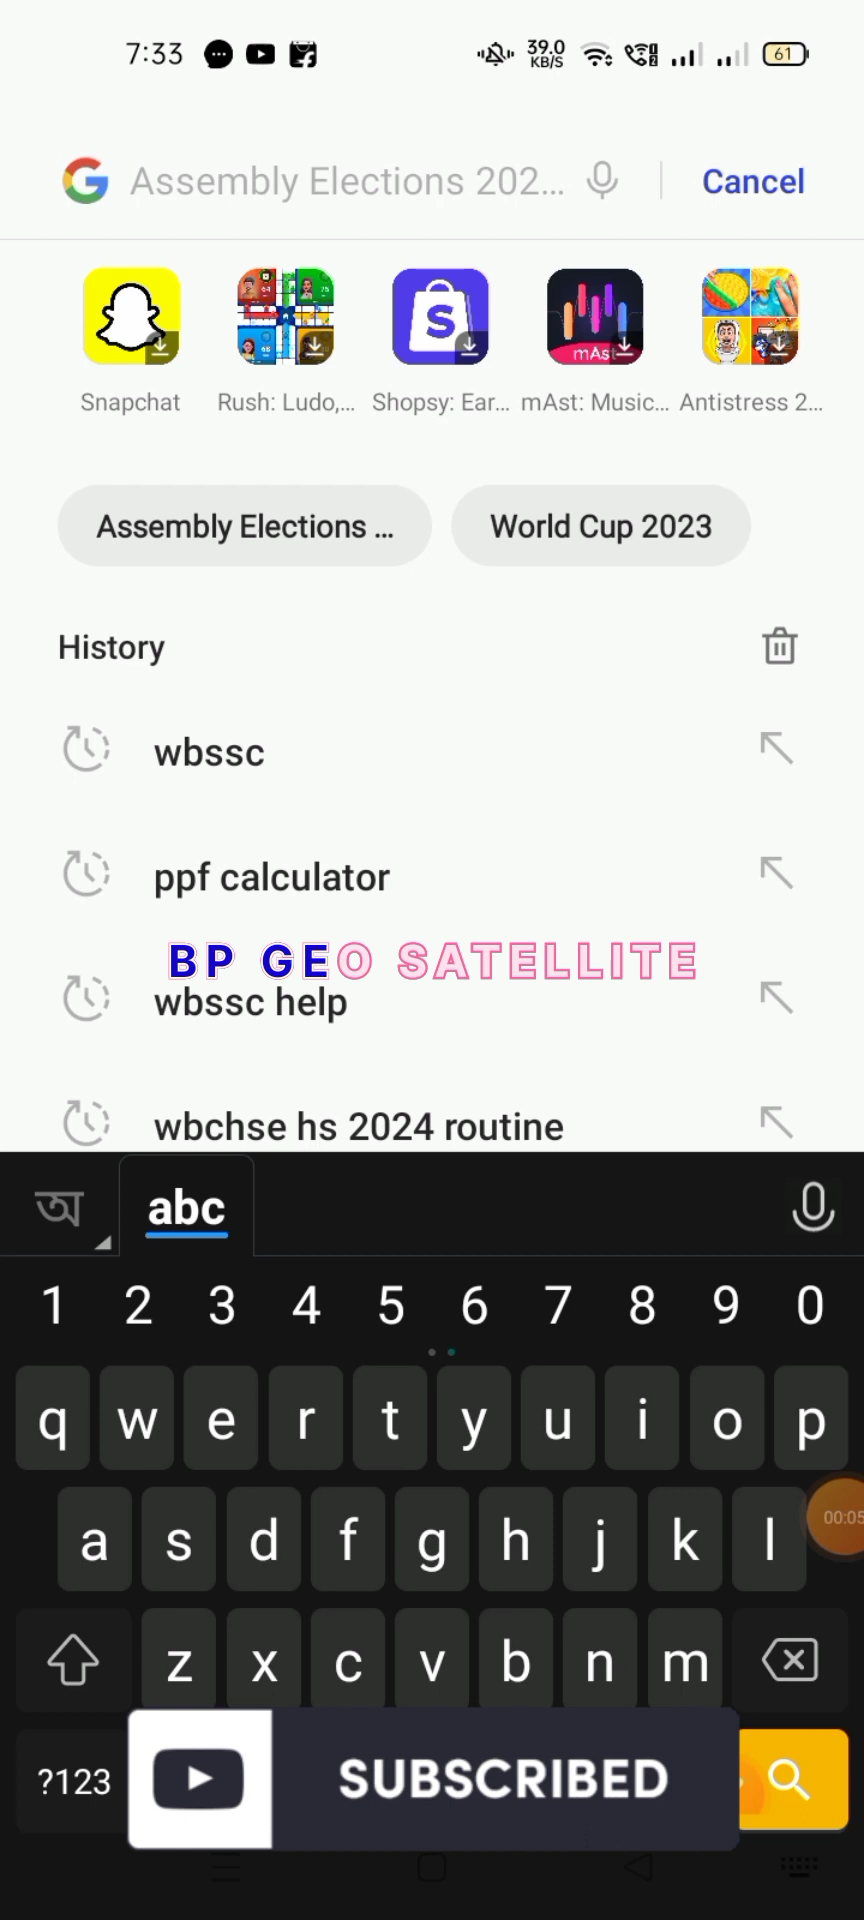 7:33
39.0
KB/S
61
Assembly Elections 202...
Cancel
S
mAst
Snapchat
Rush: Ludo,...
Shopsy: Ear...
mAst: Music...
Antistress 2...
Assembly Elections ...
World Cup 2023
History
wbssc
ppf calculator
BP GEO SATELLITE
wbssc help
wbchse hs 2024 routine
অ
abc
1 2 3 4 5 6 7 8 9 0
q w e r t y u i o p
a s d f g h j k l
00:05
z x c v b n m
?123
SUBSCRIBED